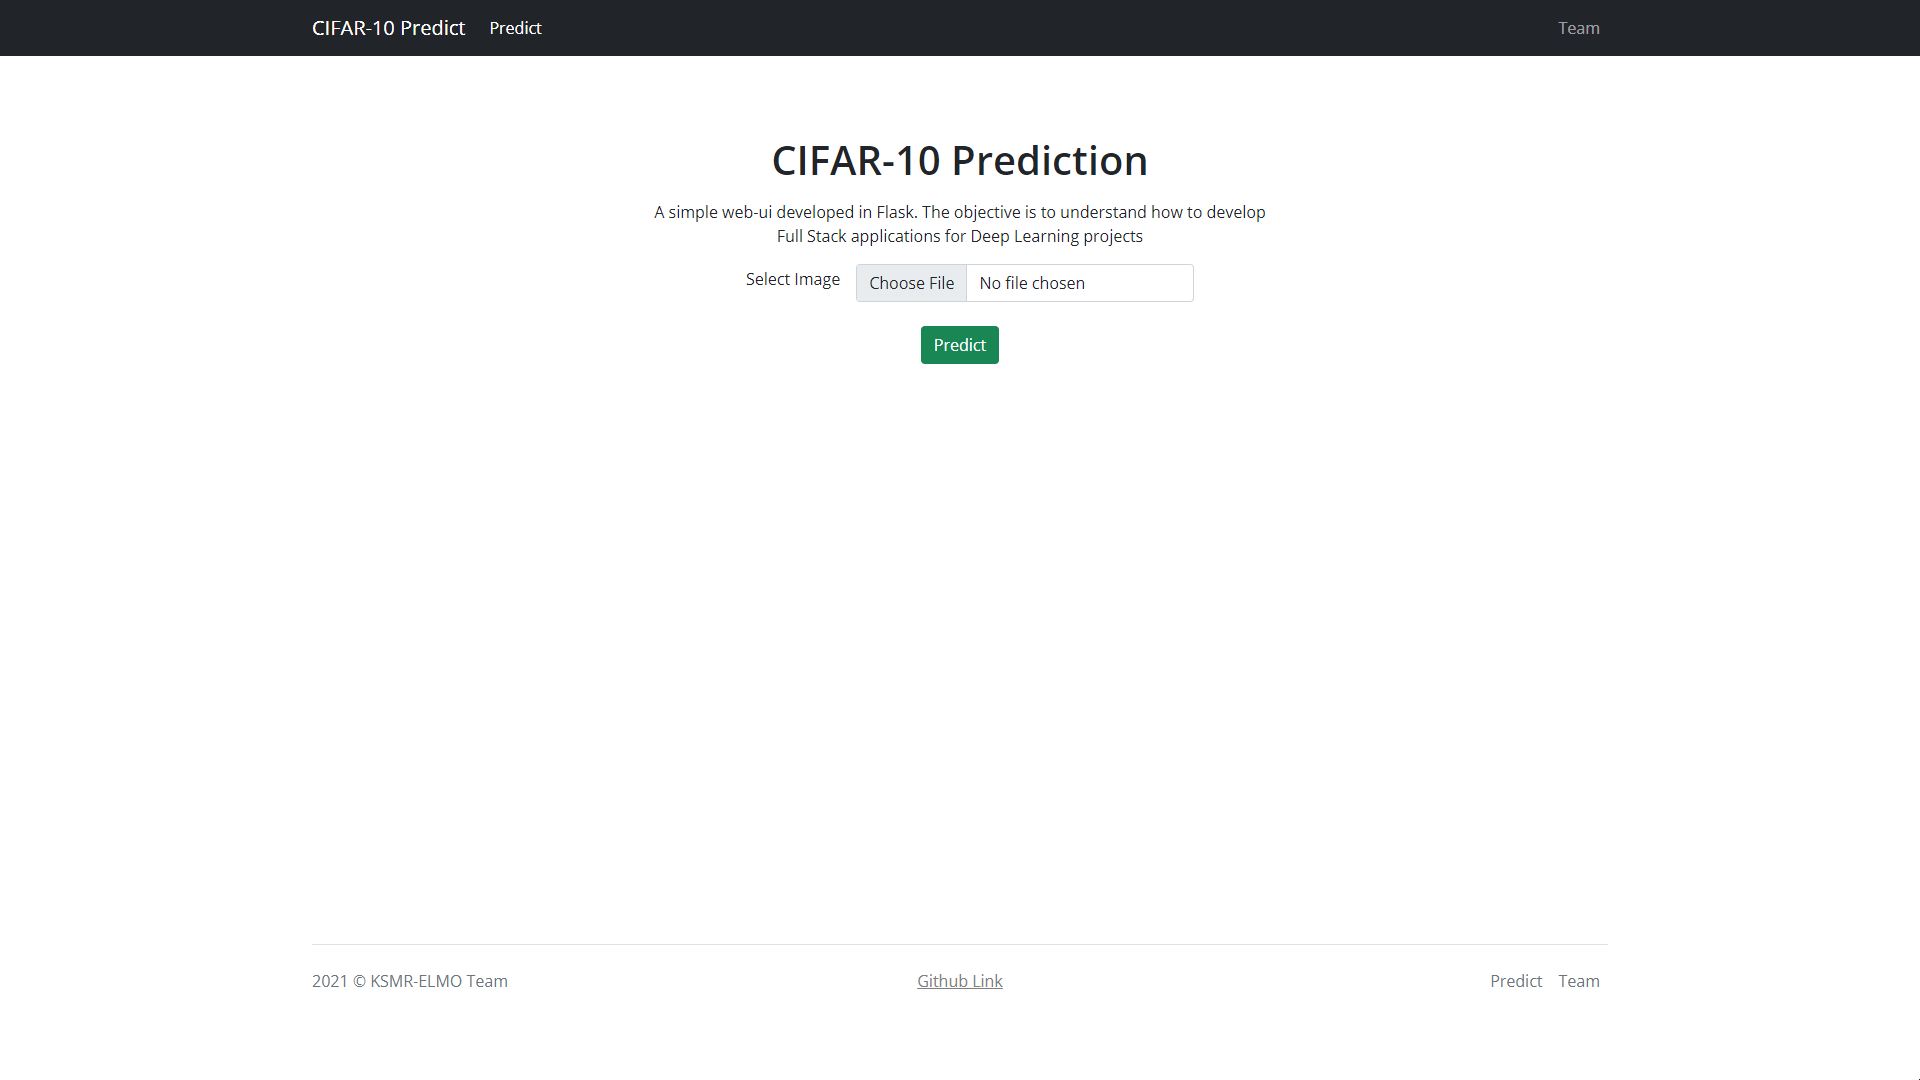 CIFAR-10 Predict Predict Team
CIFAR-10 Prediction
A simple web-ui developed in Flask. The objective is to understand how to develop
Full Stack applications for Deep Learning projects
Select Image Choose File No file chosen
Predict
2021 © KSMR-ELMO Team Github Link Predict Team